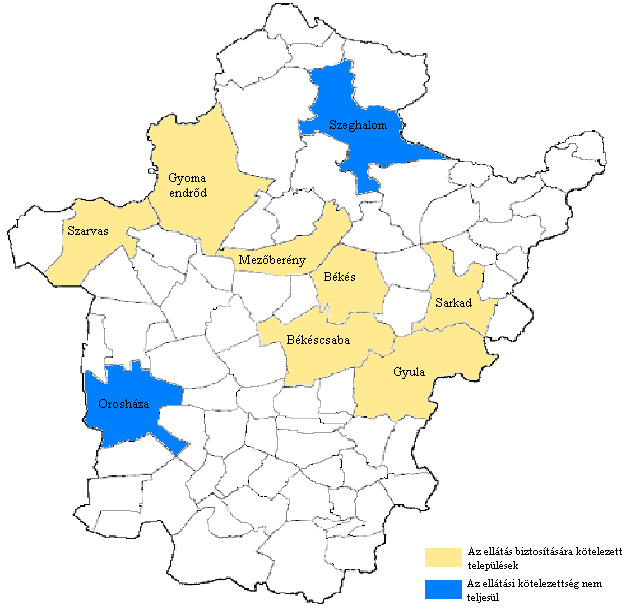 Szeghalom
Gyoma
endrőd
Szarvas
Mezőberény
Békés
Sarkad
Békéscsaba
Gyula
Orosháza
Az ellátás biztosítására kötelezett
települések
Az ellátási kötelezettség nem
teljesül